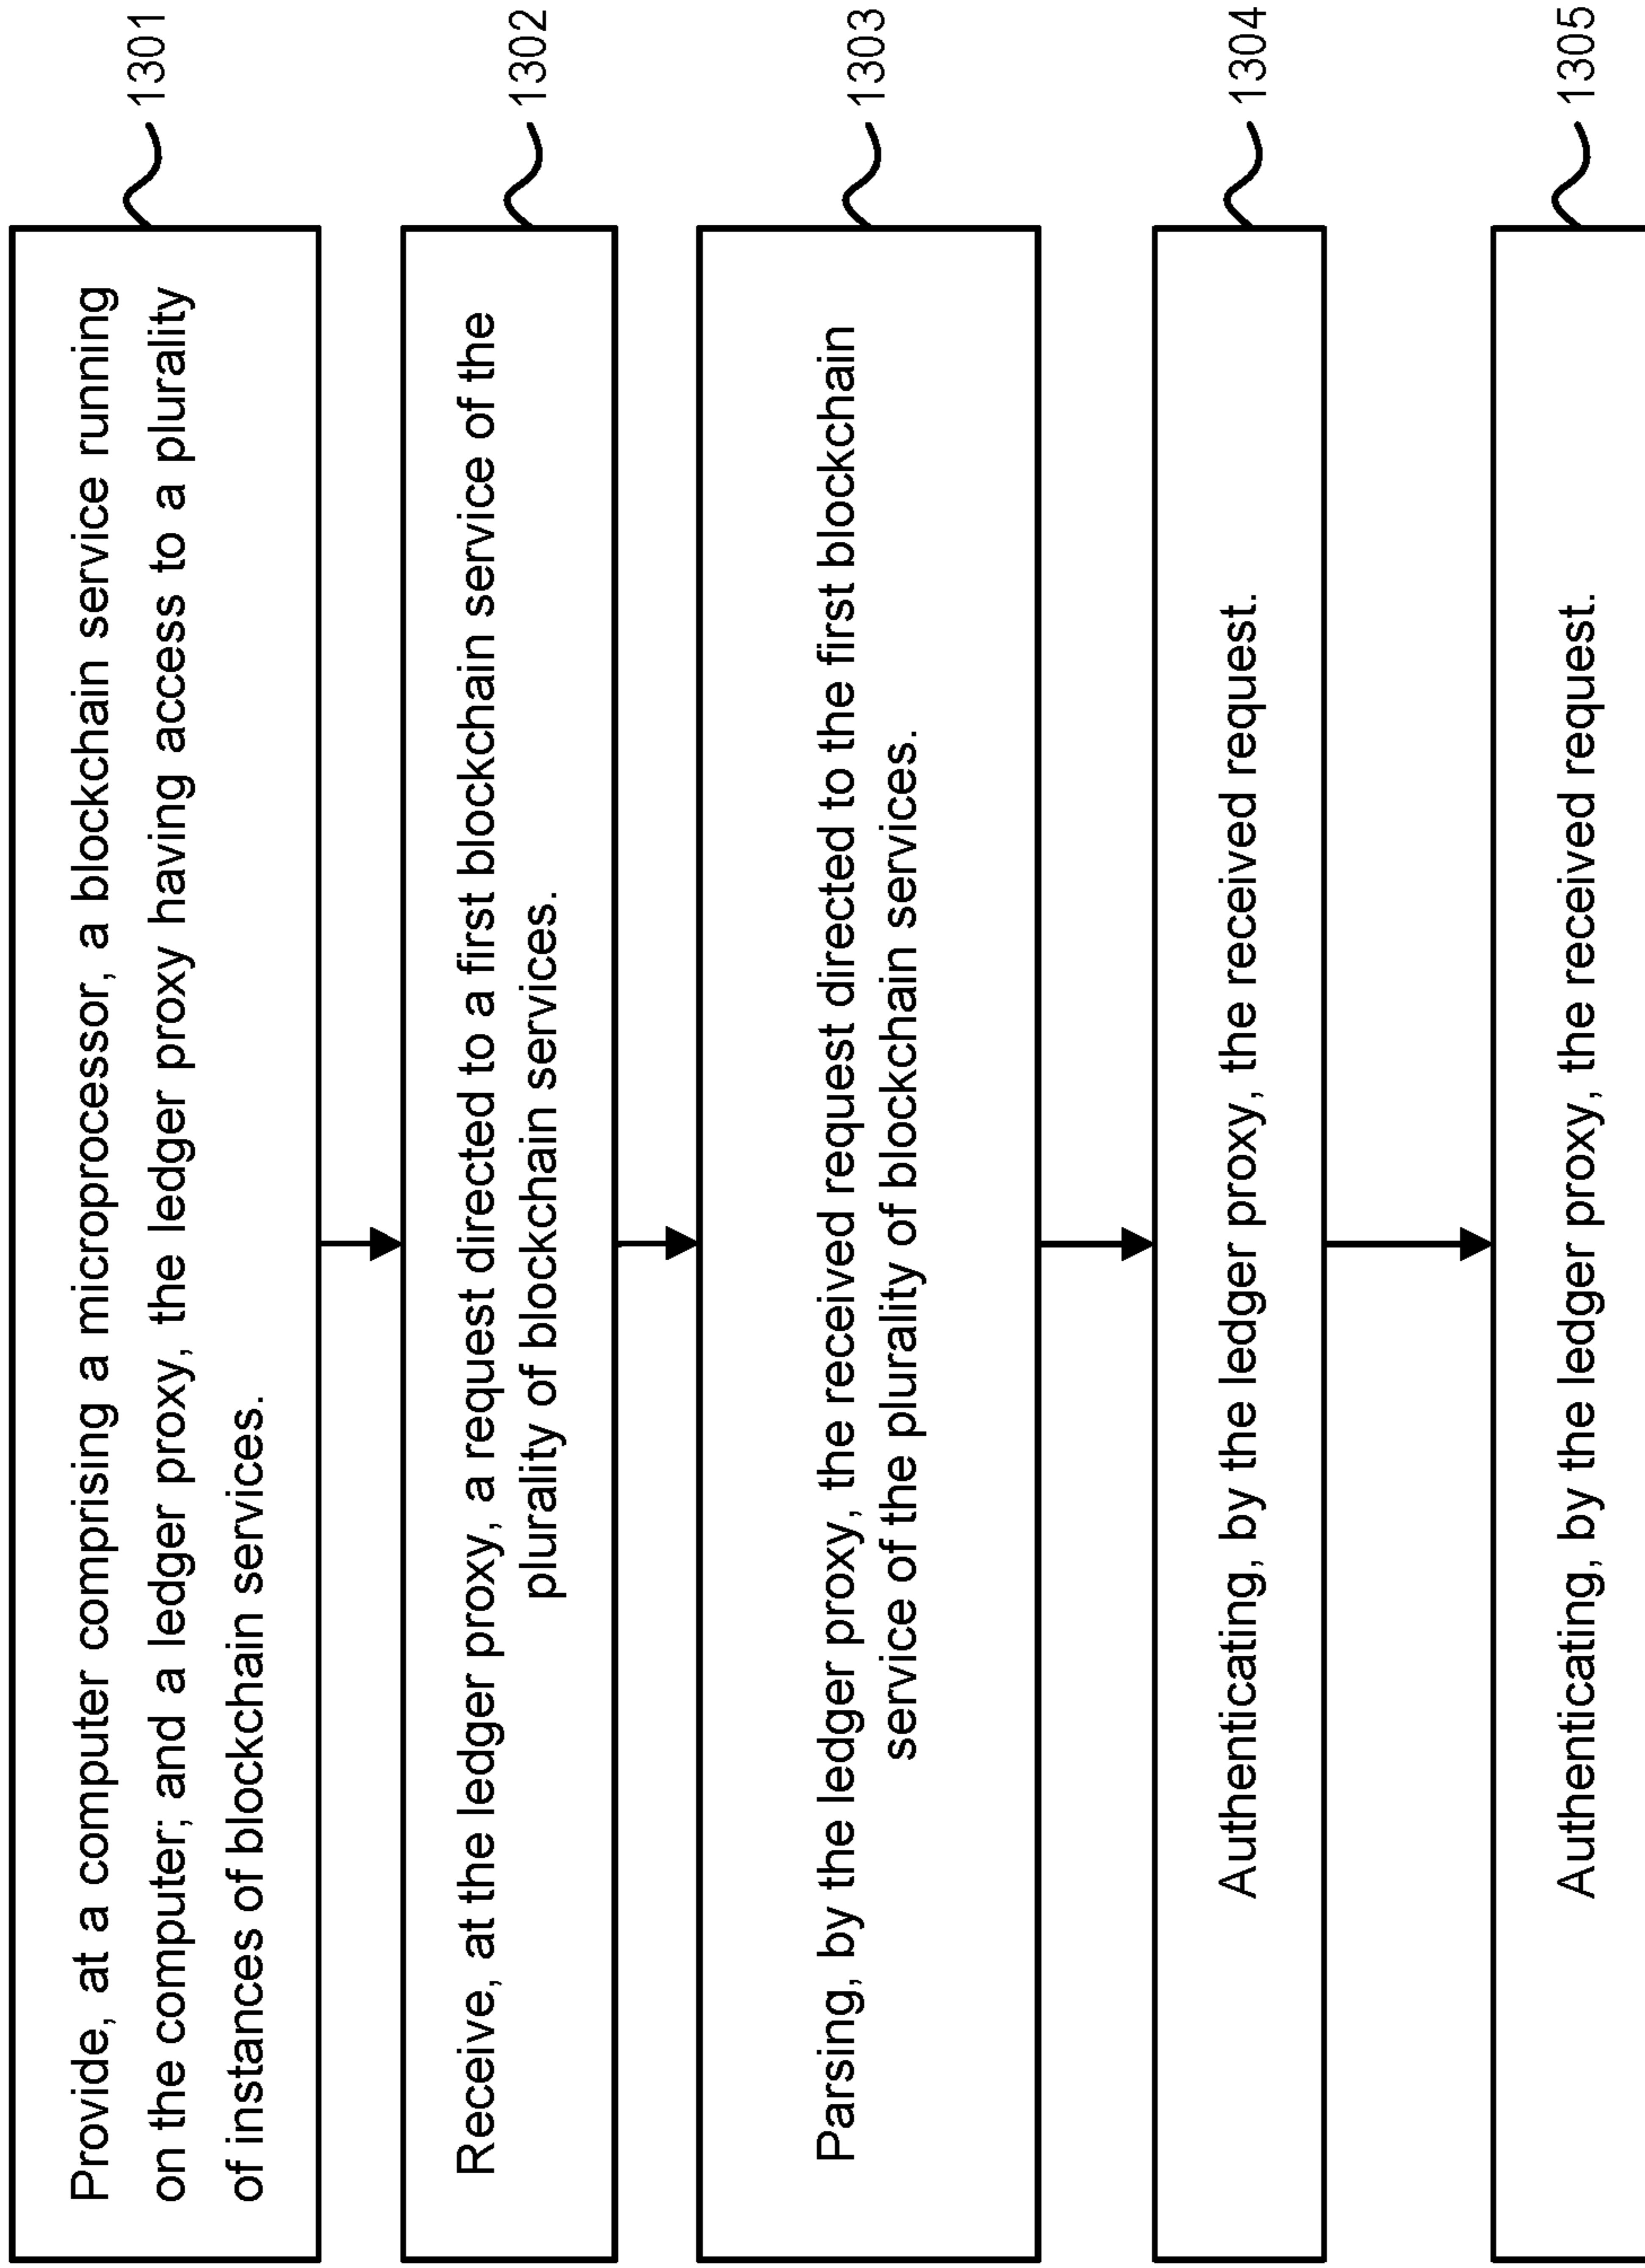 Provide, at a computer comprising a microprocessor, a blockchain service running
on the computer; and a ledger proxy, the ledger proxy having access to a plurality
of instances of blockchain services.
1301
Receive, at the ledger proxy, a request directed to a first blockchain service of the
plurality of blockchain services.
1302
Parsing, by the ledger proxy, the received request directed to the first blockchain
service of the plurality of blockchain services.
1303
Authenticating, by the ledger proxy, the received request.
1304
Authenticating, by the ledger proxy, the received request.
1305